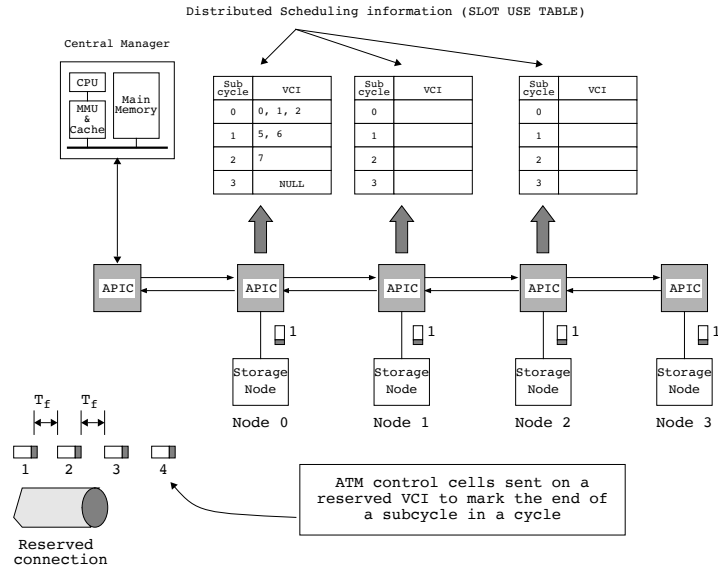 Distributed Scheduling information (SLOT USE TABLE)
Central Manager
CPU
MMU
&
Cache
Main
Memory
Sub
cycle
VCI
0
0, 1, 2
1
5, 6
2
7
3
NULL
Sub
cycle
VCI
0
1
2
3
Sub
cycle
VCI
0
1
2
3
APIC
APIC
APIC
APIC
APIC
1
1
1
1
Storage
Node
Storage
Node
Storage
Node
Storage
Node
Node 0
Node 1
Node 2
Node 3
Tf
Tf
1
2
3
4
Reserved
connection
ATM control cells sent on a
reserved VCI to mark the end of
a subcycle in a cycle